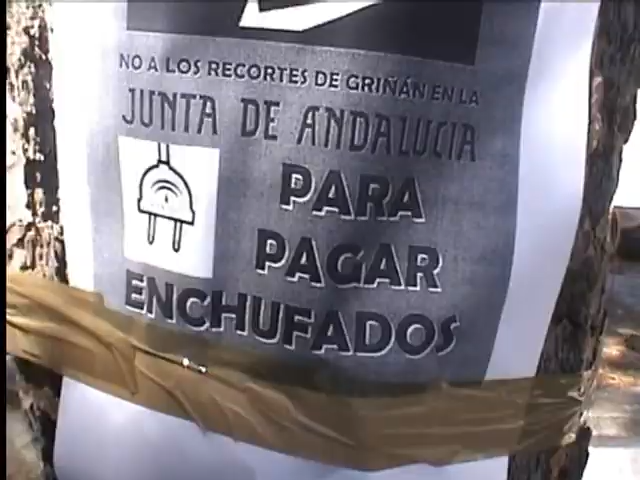 NO A LOS RECORTES DE GRIÑÁN EN LA
JUNTA DE ANDALUCIA
PARA
PAGAR
ENCHUFADOS